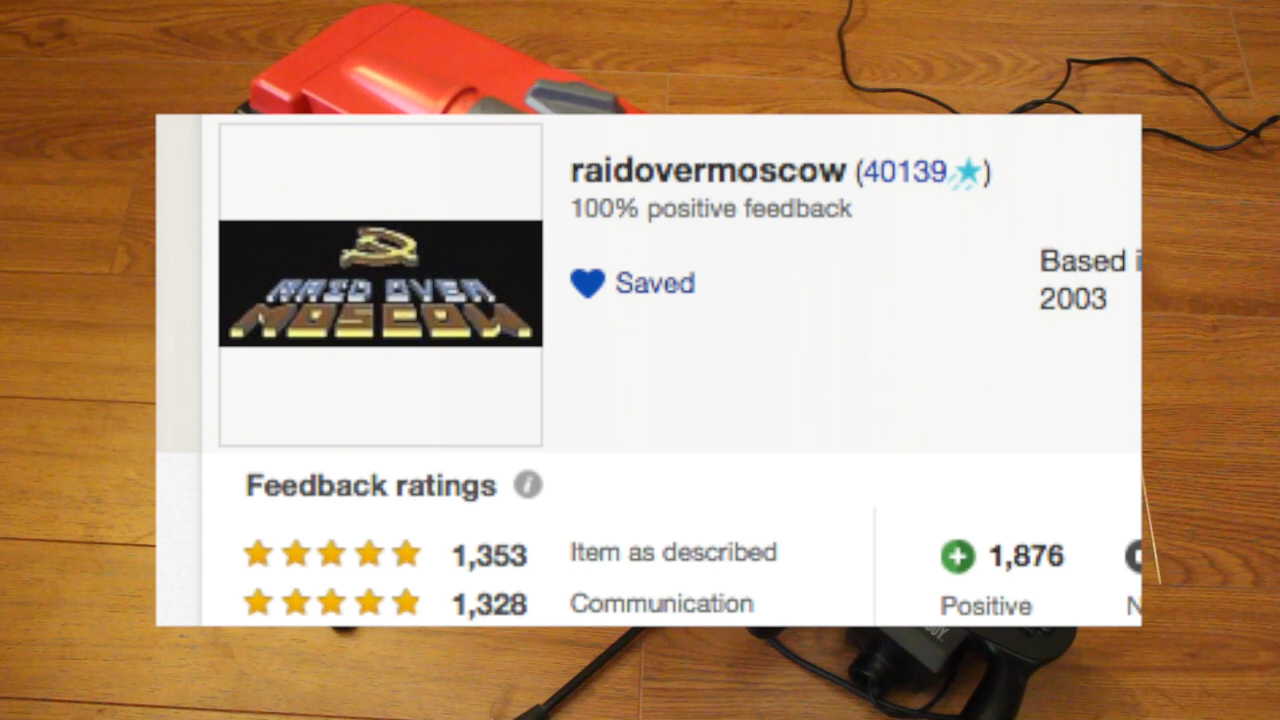 raidovermoscow (40139)
100% positive feedback
Saved
Based
2003
RAID OVER
MOSCOW
Feedback ratings
1,353 Item as described
1,328 Communication
1,876
Positive
N